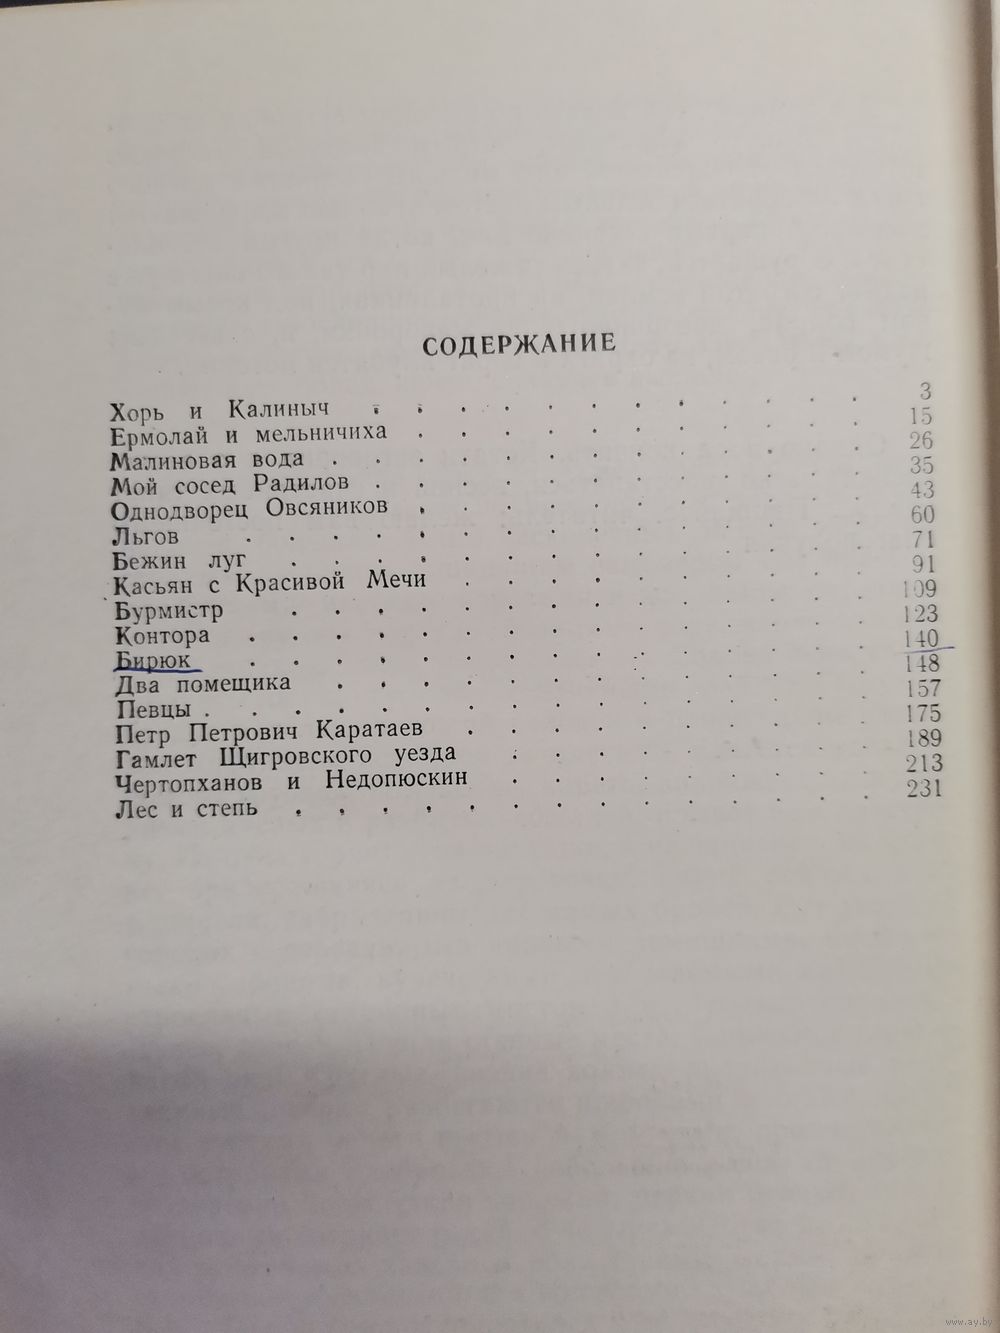 СОДЕРЖАНИЕ
Хорь и Калиныч . . . . . . . . . . . . 3
Ермолай и мельничиха . . . . . . . . . . . 15
Малиновая вода . . . . . . . . . . . . . 26
Мой сосед Радилов . . . . . . . . . . . . 35
Однодворец Овсяников . . . . . . . . . . . 43
Льгов . . . . . . . . . . . . . . . 60
Бежин луг . . . . . . . . . . . . . . 71
Касьян с Красивой Мечи . . . . . . . . . . 91
Бурмистр . . . . . . . . . . . . . . 109
Контора . . . . . . . . . . . . . . . 123
Бирюк . . . . . . . . . . . . . . . 140
Два помещика . . . . . . . . . . . . . 148
Певцы . . . . . . . . . . . . . . . . 157
Петр Петрович Каратаев . . . . . . . . . . 175
Гамлет Щигровского уезда . . . . . . . . . 189
Чертопханов и Недопюскин . . . . . . . . . 213
Лес и степь . . . . . . . . . . . . . . 231
www.ay.by